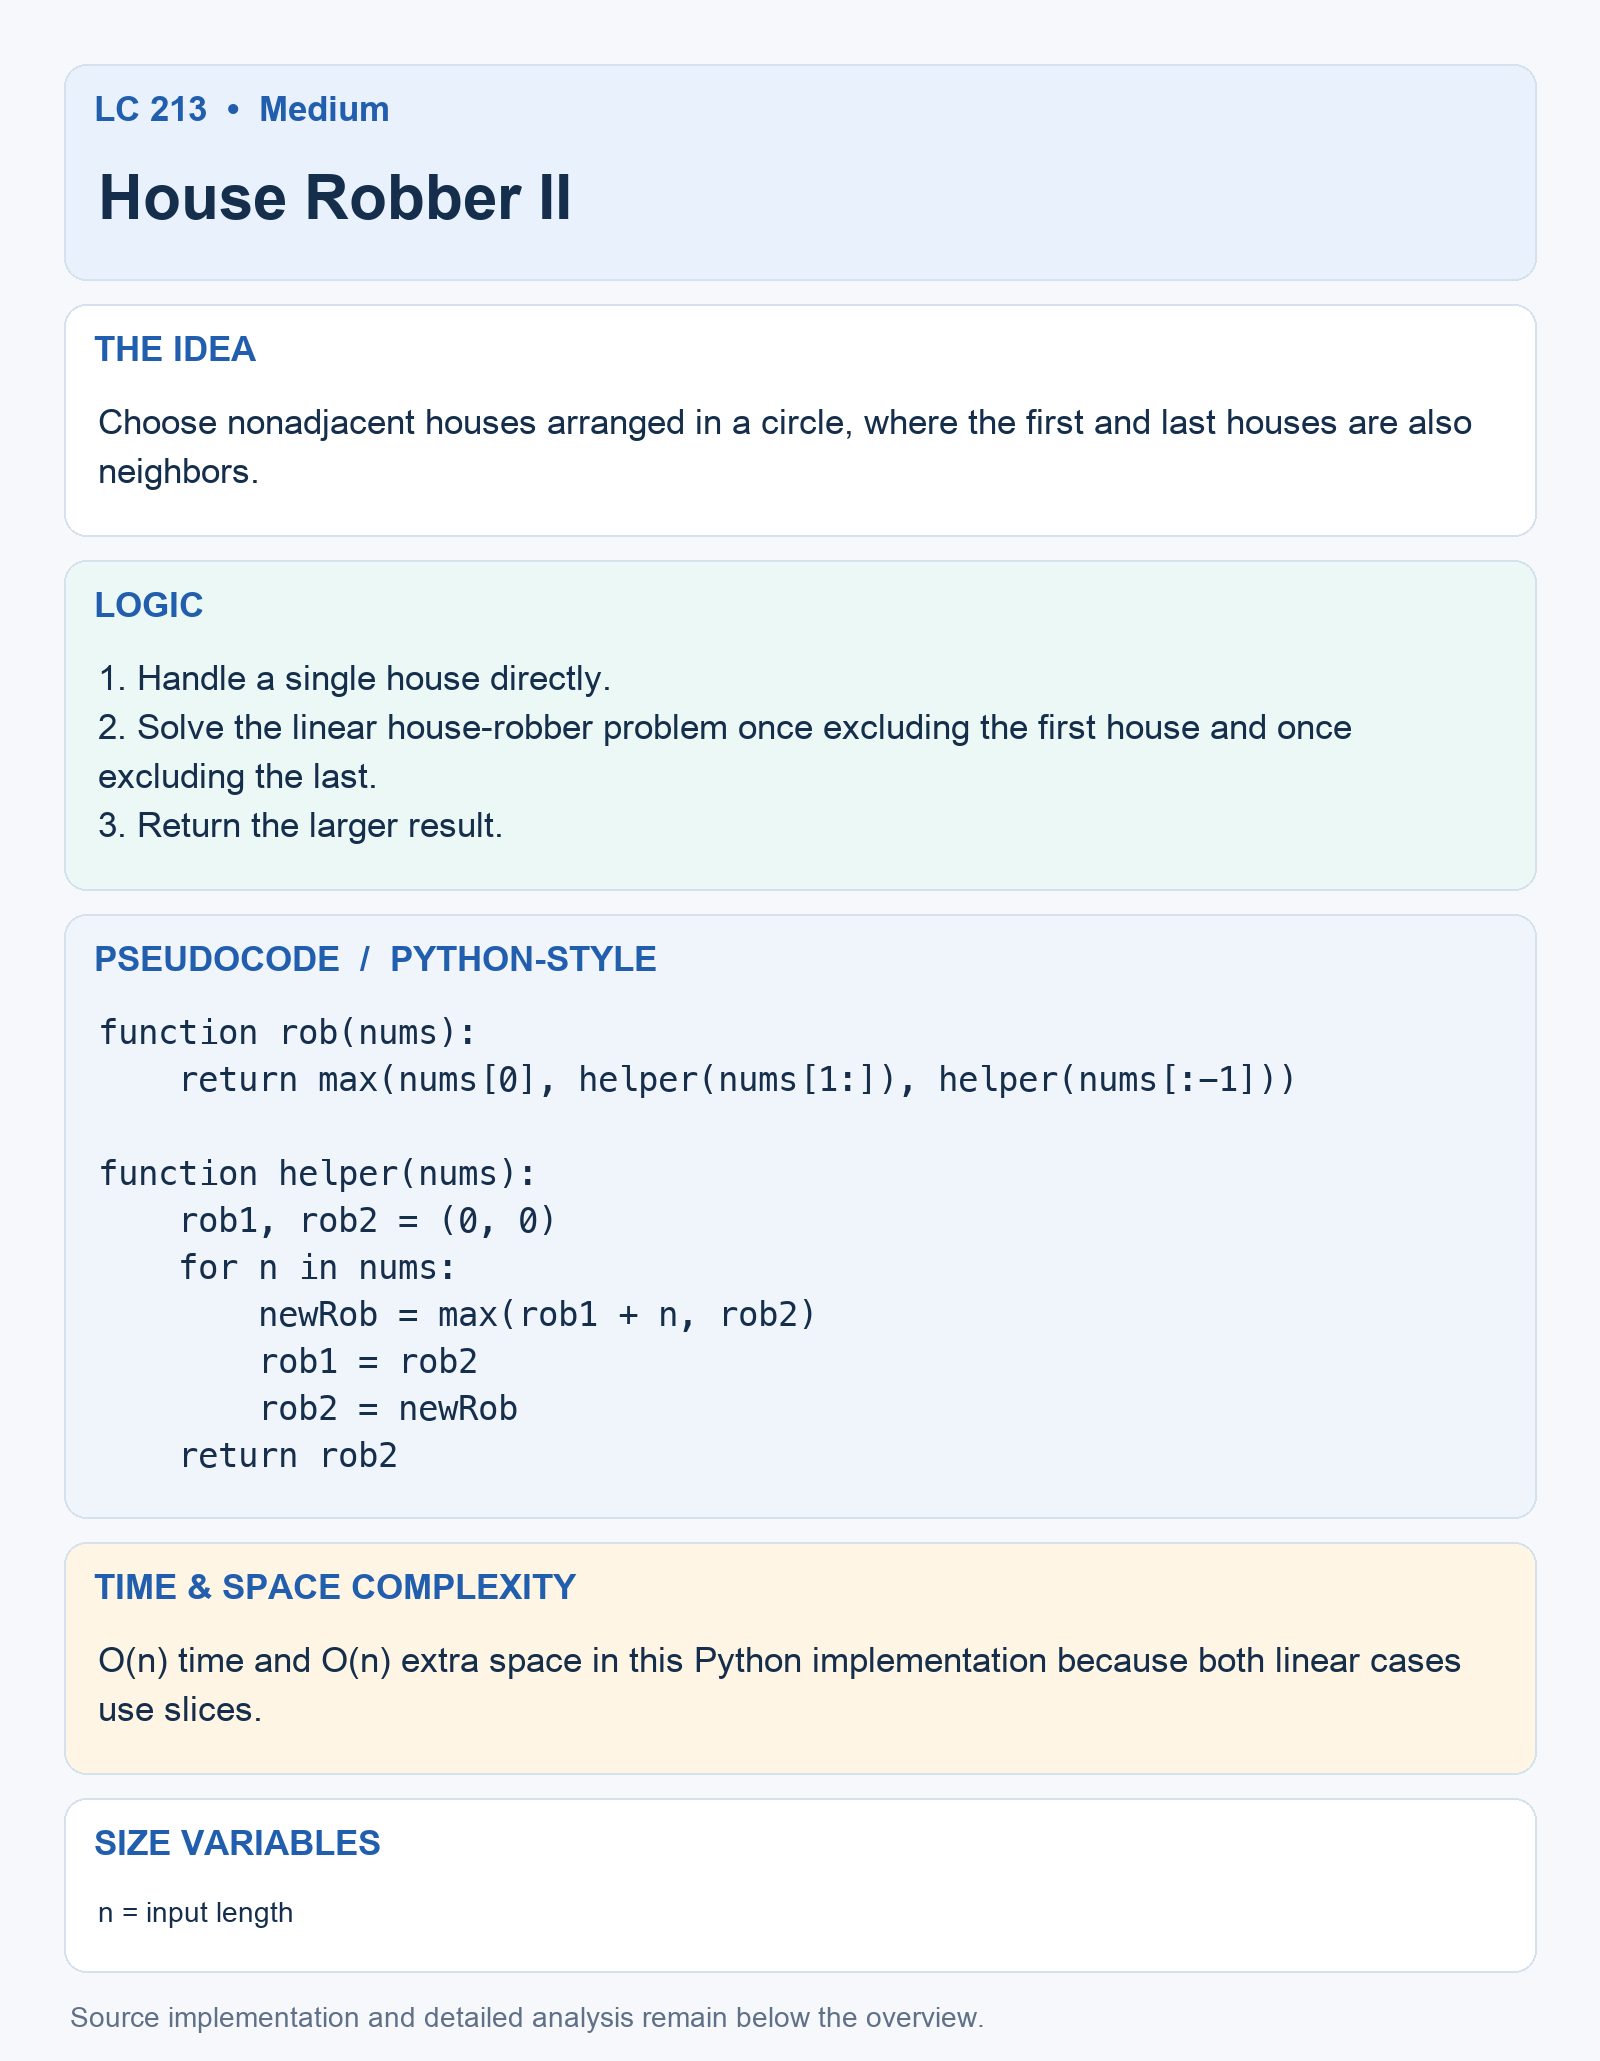 LC 213 • Medium
House Robber II
THE IDEA
Choose nonadjacent houses arranged in a circle, where the first and last houses are also
neighbors.
LOGIC
1. Handle a single house directly.
2. Solve the linear house-robber problem once excluding the first house and once
excluding the last.
3. Return the larger result.
PSEUDOCODE / PYTHON-STYLE
function rob(nums):
    return max(nums[0], helper(nums[1:]), helper(nums[:−1]))
function helper(nums):
    rob1, rob2 = (0, 0)
    for n in nums:
        newRob = max(rob1 + n, rob2)
        rob1 = rob2
        rob2 = newRob
    return rob2
TIME & SPACE COMPLEXITY
O(n) time and O(n) extra space in this Python implementation because both linear cases
use slices.
SIZE VARIABLES
n = input length
Source implementation and detailed analysis remain below the overview.